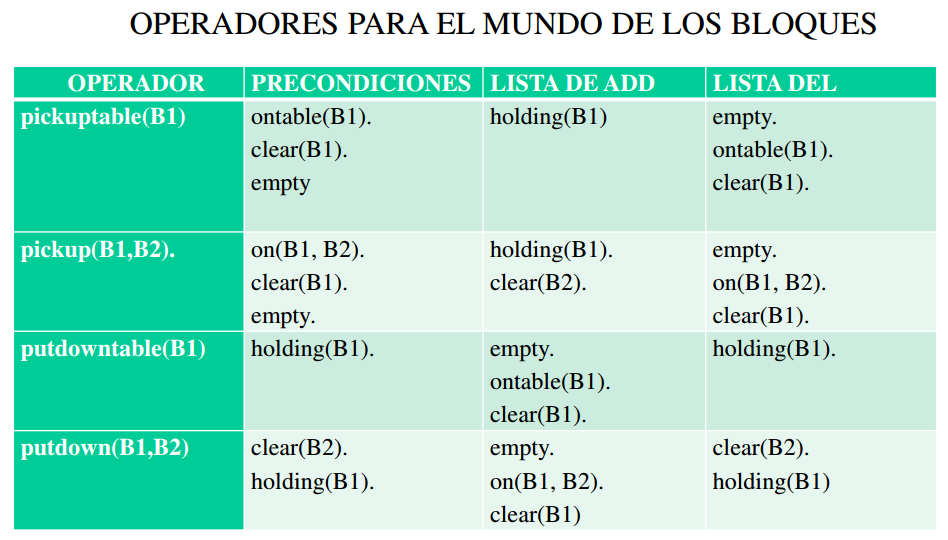 OPERADORES PARA EL MUNDO DE LOS BLOQUES
OPERADOR PRECONDICIONES LISTA DE ADD LISTA DEL
pickuptable(B1) ontable(B1). holding(B1) empty.
clear(B1). ontable(B1).
empty clear(B1).
pickup(B1,B2). on(B1, B2). holding(B1). empty.
clear(B1). clear(B2). on(B1, B2).
empty. clear(B1).
putdowntable(B1) holding(B1). empty. holding(B1).
ontable(B1).
clear(B1).
putdown(B1,B2) clear(B2). empty. clear(B2).
holding(B1). on(B1, B2). holding(B1)
clear(B1)